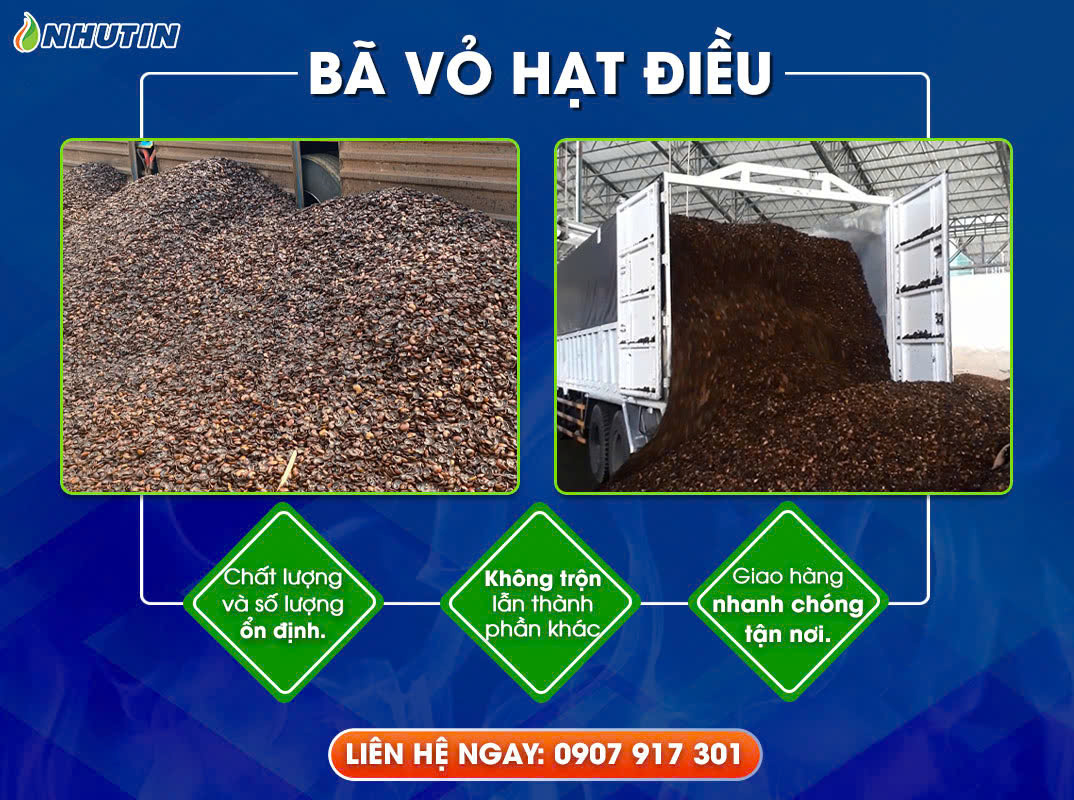 NHUTIN
BÃ VỎ HẠT ĐIỀU
Chất lượng
và số lượng
ổn định.
Không trộn
lẫn thành
phần khác
Giao hàng
nhanh chóng
tận nơi.
LIÊN HỆ NGAY: 0907 917 301